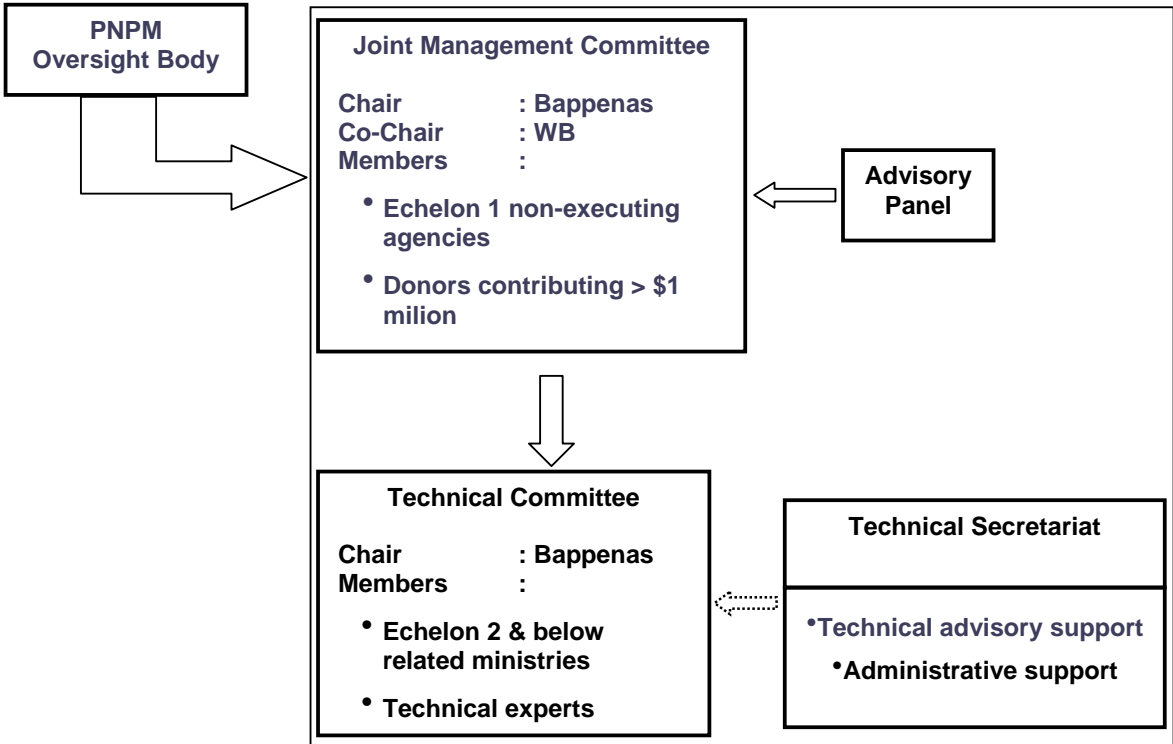 PNPM
Oversight Body
Joint Management Committee
Chair : Bappenas
Co-Chair : WB
Members :
• Echelon 1 non-executing
agencies
• Donors contributing > $1
milion
Advisory
Panel
Technical Committee
Chair : Bappenas
Members :
• Echelon 2 & below
related ministries
• Technical experts
Technical Secretariat
•Technical advisory support
•Administrative support